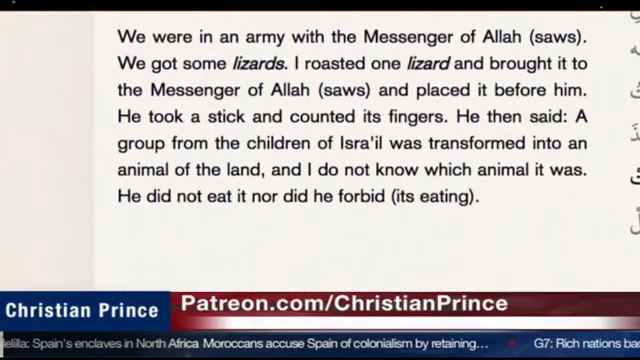 We were in an army with the Messenger of Allah (saws).
We got some lizards. I roasted one lizard and brought it to
the Messenger of Allah (saws) and placed it before him.
He took a stick and counted its fingers. He then said: A
group from the children of Isra'il was transformed into an
animal of the land, and I do not know which animal it was.
He did not eat it nor did he forbid (its eating).
Christian Prince
Patreon.com/ChristianPrince
Spain's enclaves in North Africa Moroccans accuse Spain of colonialism by retaining... G7: Rich nations